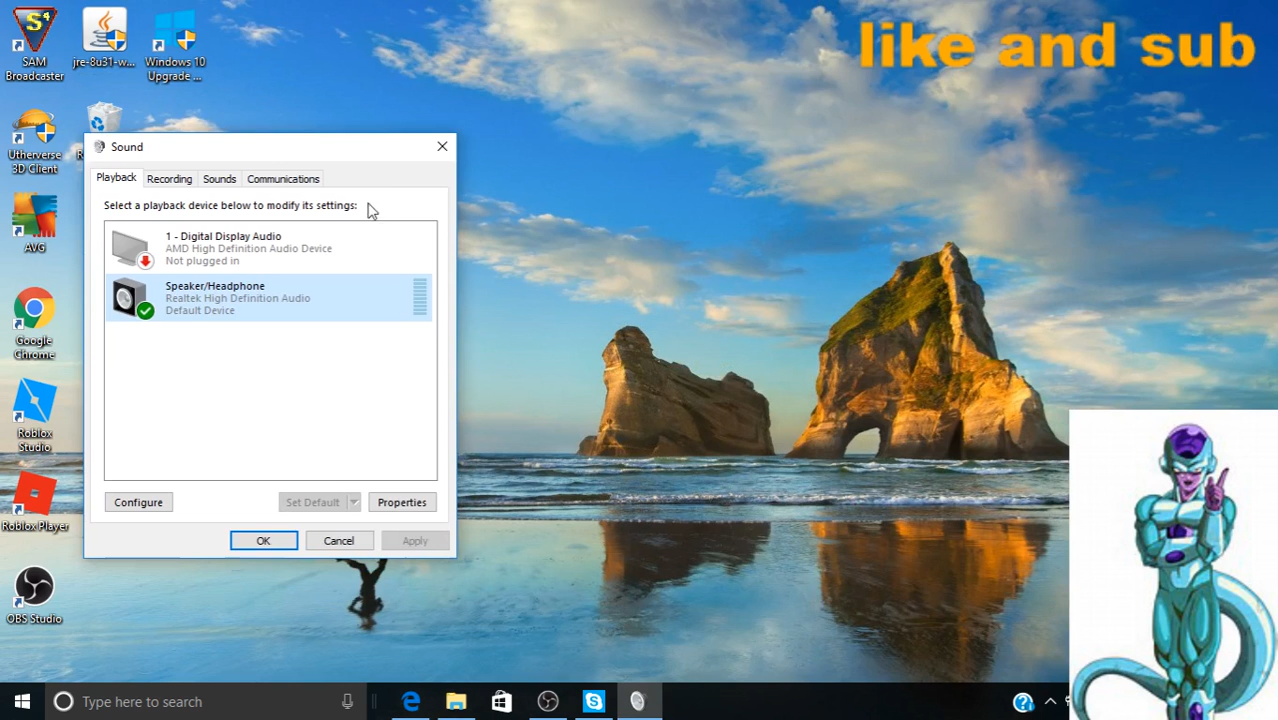 like and sub
SAM
Broadcaster
jre-8u31-w...
Windows 10
Upgrade ...
Utherverse
3D Client
AVG
Google
Chrome
Roblox
Studio
Roblox Player
OBS Studio
Sound
Playback
Recording
Sounds
Communications
Select a playback device below to modify its settings:
1 - Digital Display Audio
AMD High Definition Audio Device
Not plugged in
Speaker/Headphone
Realtek High Definition Audio
Default Device
Configure
Set Default
Properties
OK
Cancel
Apply
Type here to search